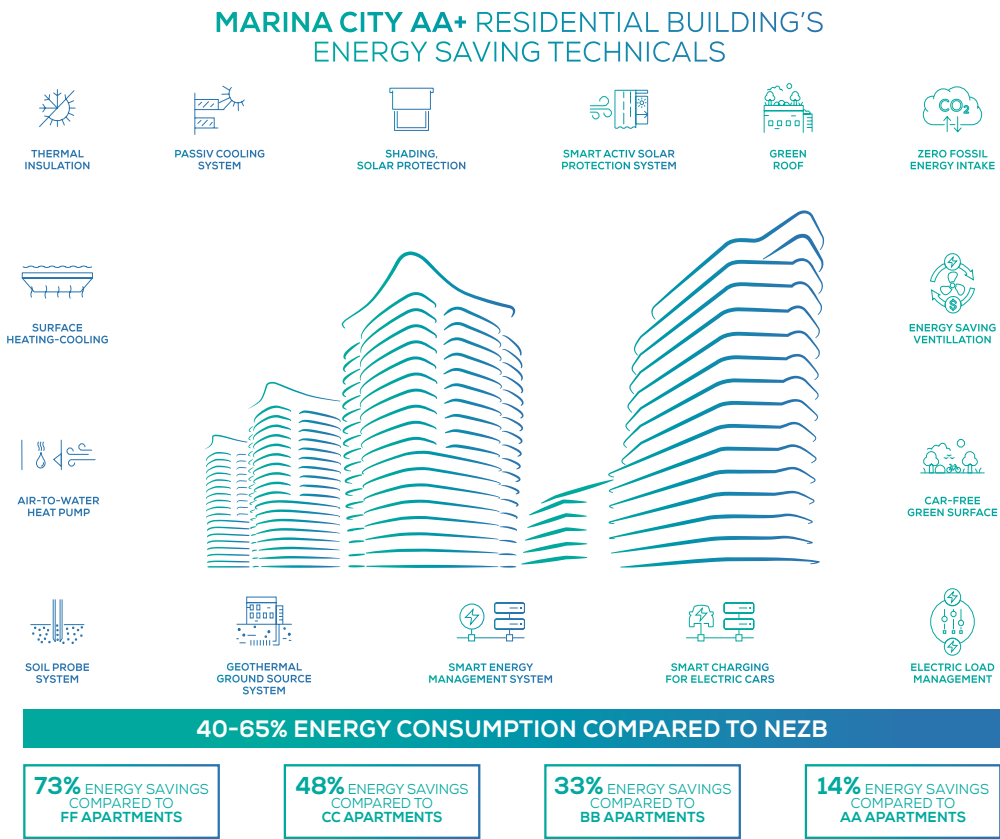 MARINA CITY AA+ RESIDENTIAL BUILDING'S
ENERGY SAVING TECHNICALS
THERMAL
INSULATION
PASSIV COOLING
SYSTEM
SHADING,
SOLAR PROTECTION
SMART ACTIV SOLAR
PROTECTION SYSTEM
GREEN
ROOF
CO₂
ZERO FOSSIL
ENERGY INTAKE
SURFACE
HEATING-COOLING
$
ENERGY SAVING
VENTILLATION
AIR-TO-WATER
HEAT PUMP
CAR-FREE
GREEN SURFACE
SOIL PROBE
SYSTEM
GEOTHERMAL
GROUND SOURCE
SYSTEM
SMART ENERGY
MANAGEMENT SYSTEM
SMART CHARGING
FOR ELECTRIC CARS
ELECTRIC LOAD
MANAGEMENT
40-65% ENERGY CONSUMPTION COMPARED TO NEZB
73% ENERGY SAVINGS
COMPARED TO
FF APARTMENTS
48% ENERGY SAVINGS
COMPARED TO
CC APARTMENTS
33% ENERGY SAVINGS
COMPARED TO
BB APARTMENTS
14% ENERGY SAVINGS
COMPARED TO
AA APARTMENTS